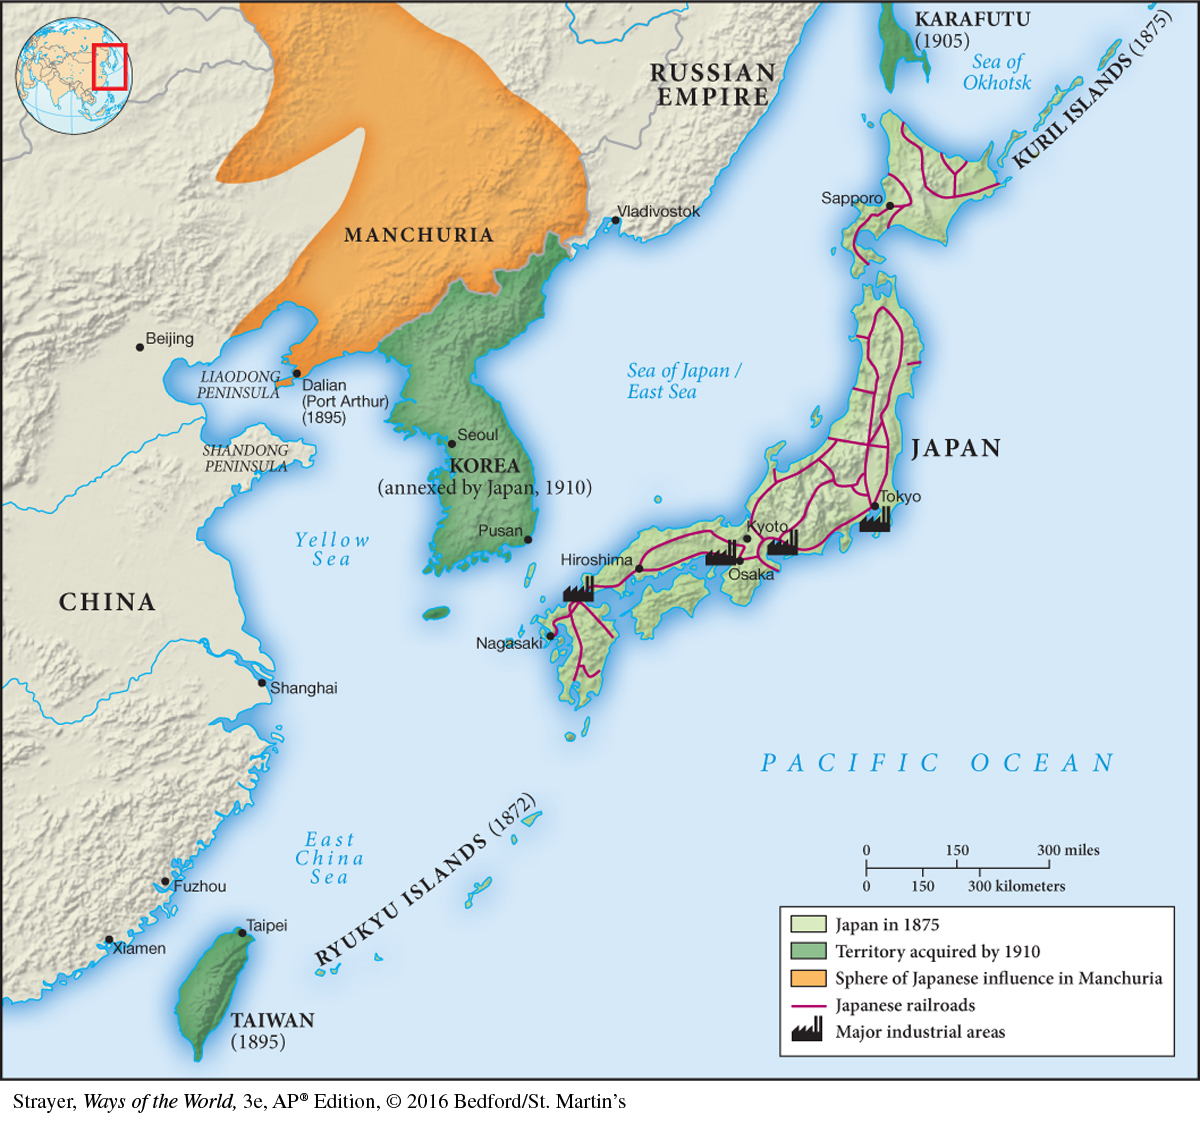 KARAFUTU
(1905)
Sea of
Okhotsk
KURIL ISLANDS (1875)
RUSSIAN
EMPIRE
Sapporo
Vladivostok
MANCHURIA
Beijing
LIAODONG
PENINSULA
Dalian
(Port Arthur)
(1895)
Sea of Japan /
East Sea
SHANDONG
PENINSULA
Seoul
KOREA
(annexed by Japan, 1910)
JAPAN
Tokyo
Kyoto
Pusan
Yellow
Sea
Hiroshima
Osaka
CHINA
Nagasaki
Shanghai
PACIFIC OCEAN
East
China
Sea
RYUKYU ISLANDS (1872)
Fuzhou
Taipei
Xiamen
TAIWAN
(1895)
0 150 300 miles
0 150 300 kilometers
Japan in 1875
Territory acquired by 1910
Sphere of Japanese influence in Manchuria
Japanese railroads
Major industrial areas
Strayer, Ways of the World, 3e, AP® Edition, © 2016 Bedford/St. Martin's